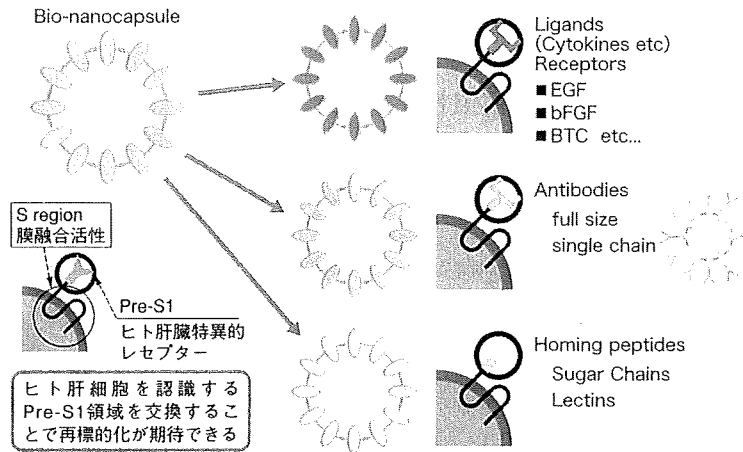 Bio-nanocapsule
Ligands
(Cytokines etc)
Receptors
■ EGF
■ bFGF
■ BTC etc...
S region
膜融合活性
Pre-S1
ヒト肝臓特異的
レセプター
Antibodies
full size
single chain
ヒト肝細胞を認識する
Pre-S1領域を交換するこ
とで再標的化が期待できる
Homing peptides
Sugar Chains
Lectins